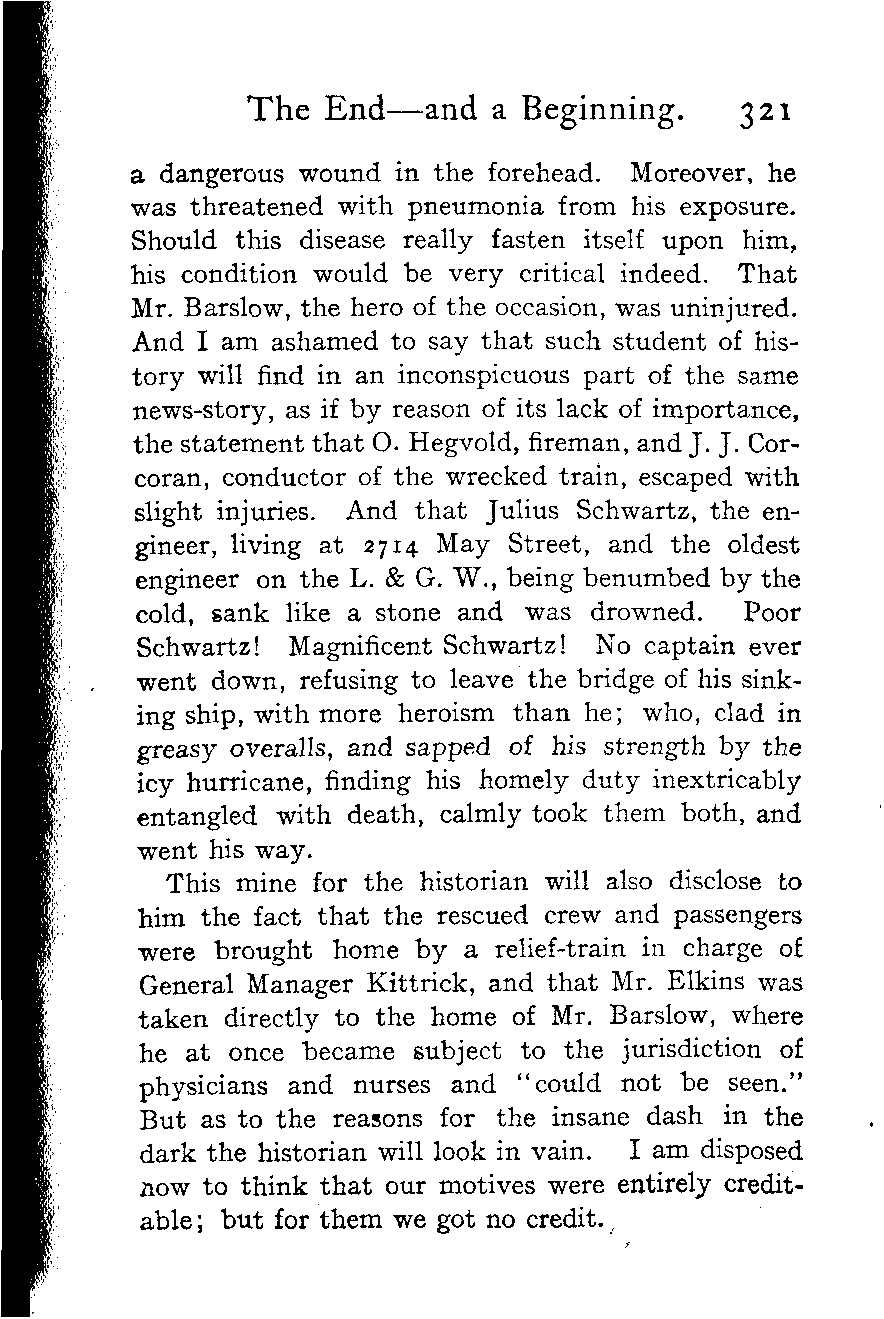 The End—and a Beginning. 321
a dangerous wound in the forehead. Moreover, he
was threatened with pneumonia from his exposure.
Should this disease really fasten itself upon him,
his condition would be very critical indeed. That
Mr. Barslow, the hero of the occasion, was uninjured.
And I am ashamed to say that such student of his-
tory will find in an inconspicuous part of the same
news-story, as if by reason of its lack of importance,
the statement that O. Hegvold, fireman, and J. J. Cor-
coran, conductor of the wrecked train, escaped with
slight injuries. And that Julius Schwartz, the en-
gineer, living at 2714 May Street, and the oldest
engineer on the L. & G. W., being benumbed by the
cold, sank like a stone and was drowned. Poor
Schwartz! Magnificent Schwartz! No captain ever
went down, refusing to leave the bridge of his sink-
ing ship, with more heroism than he; who, clad in
greasy overalls, and sapped of his strength by the
icy hurricane, finding his homely duty inextricably
entangled with death, calmly took them both, and
went his way.
This mine for the historian will also disclose to
him the fact that the rescued crew and passengers
were brought home by a relief-train in charge of
General Manager Kittrick, and that Mr. Elkins was
taken directly to the home of Mr. Barslow, where
he at once became subject to the jurisdiction of
physicians and nurses and "could not be seen."
But as to the reasons for the insane dash in the
dark the historian will look in vain. I am disposed
now to think that our motives were entirely credit-
able; but for them we got no credit.